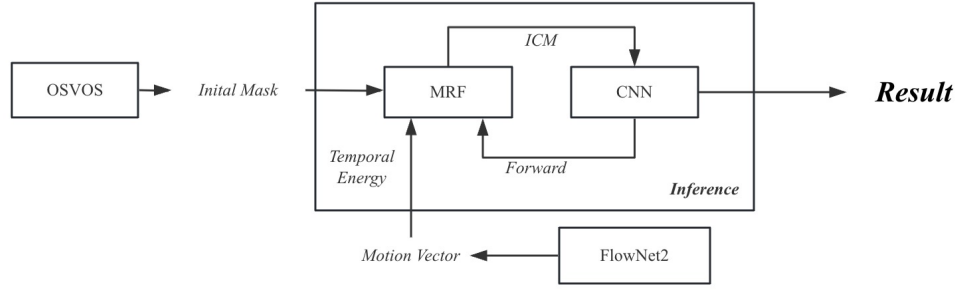 ICM
OSVOS
Inital Mask
MRF
CNN
Result
Temporal
Energy
Forward
Inference
Motion Vector
FlowNet2